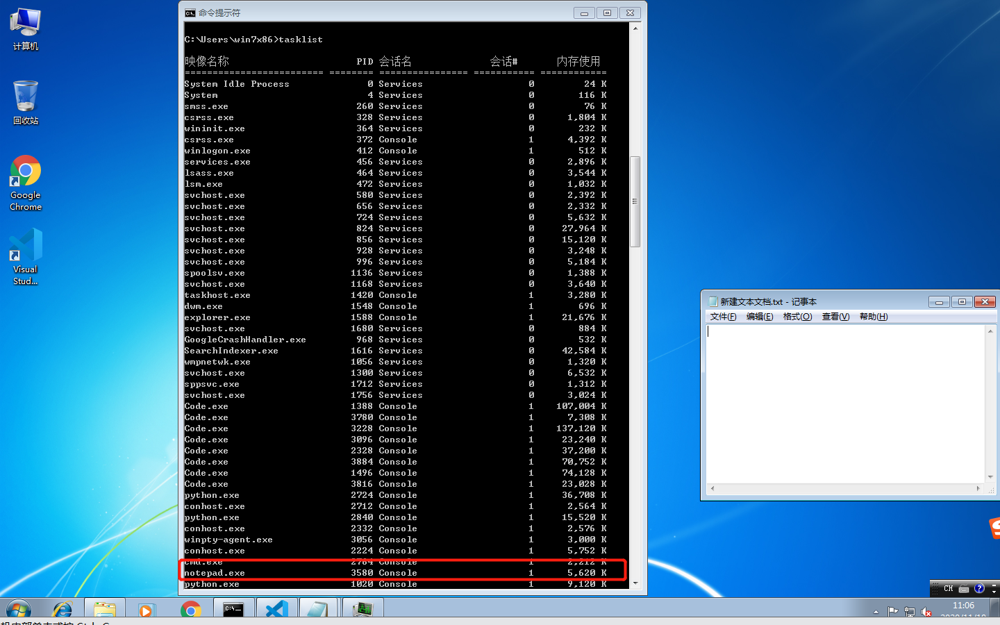 计算机
回收站
Google
Chrome
Visual
Stud...
命令提示符
C:\Users\win7x86>tasklist
映像名称 PID 会话名 会话# 内存使用
========================= ======== ================ =========== ============
System Idle Process 0 Services 0 24 K
System 4 Services 0 116 K
smss.exe 260 Services 0 76 K
csrss.exe 328 Services 0 1,804 K
wininit.exe 364 Services 0 232 K
csrss.exe 372 Console 1 4,392 K
winlogon.exe 412 Console 1 512 K
services.exe 456 Services 0 2,896 K
lsass.exe 464 Services 0 3,544 K
lsm.exe 472 Services 0 1,032 K
svchost.exe 580 Services 0 2,392 K
svchost.exe 656 Services 0 2,332 K
svchost.exe 724 Services 0 5,632 K
svchost.exe 824 Services 0 27,964 K
svchost.exe 856 Services 0 15,120 K
svchost.exe 928 Services 0 3,248 K
svchost.exe 996 Services 0 5,184 K
spoolsv.exe 1136 Services 0 1,388 K
svchost.exe 1168 Services 0 3,640 K
taskhost.exe 1420 Console 1 3,280 K
dwm.exe 1548 Console 1 696 K
explorer.exe 1588 Console 1 21,676 K
svchost.exe 1680 Services 0 884 K
GoogleCrashHandler.exe 968 Services 0 532 K
SearchIndexer.exe 1616 Services 0 42,584 K
wmpnetwk.exe 1056 Services 0 1,320 K
svchost.exe 1300 Services 0 6,532 K
sppsvc.exe 1712 Services 0 1,312 K
svchost.exe 1756 Services 0 3,024 K
Code.exe 1388 Console 1 107,004 K
Code.exe 3780 Console 1 7,308 K
Code.exe 3228 Console 1 137,120 K
Code.exe 3096 Console 1 23,240 K
Code.exe 2328 Console 1 37,200 K
Code.exe 3884 Console 1 70,752 K
Code.exe 1496 Console 1 74,128 K
Code.exe 3816 Console 1 23,028 K
python.exe 2724 Console 1 36,708 K
conhost.exe 2712 Console 1 2,564 K
python.exe 2840 Console 1 15,520 K
conhost.exe 2332 Console 1 2,576 K
winpty-agent.exe 3056 Console 1 3,000 K
conhost.exe 2224 Console 1 5,752 K
cmd.exe 2764 Console 1 2,212 K
notepad.exe 3580 Console 1 5,620 K
python.exe 1020 Console 1 9,120 K
新建文本文档.txt - 记事本
文件(F) 编辑(E) 格式(O) 查看(V) 帮助(H)
CH
11:06